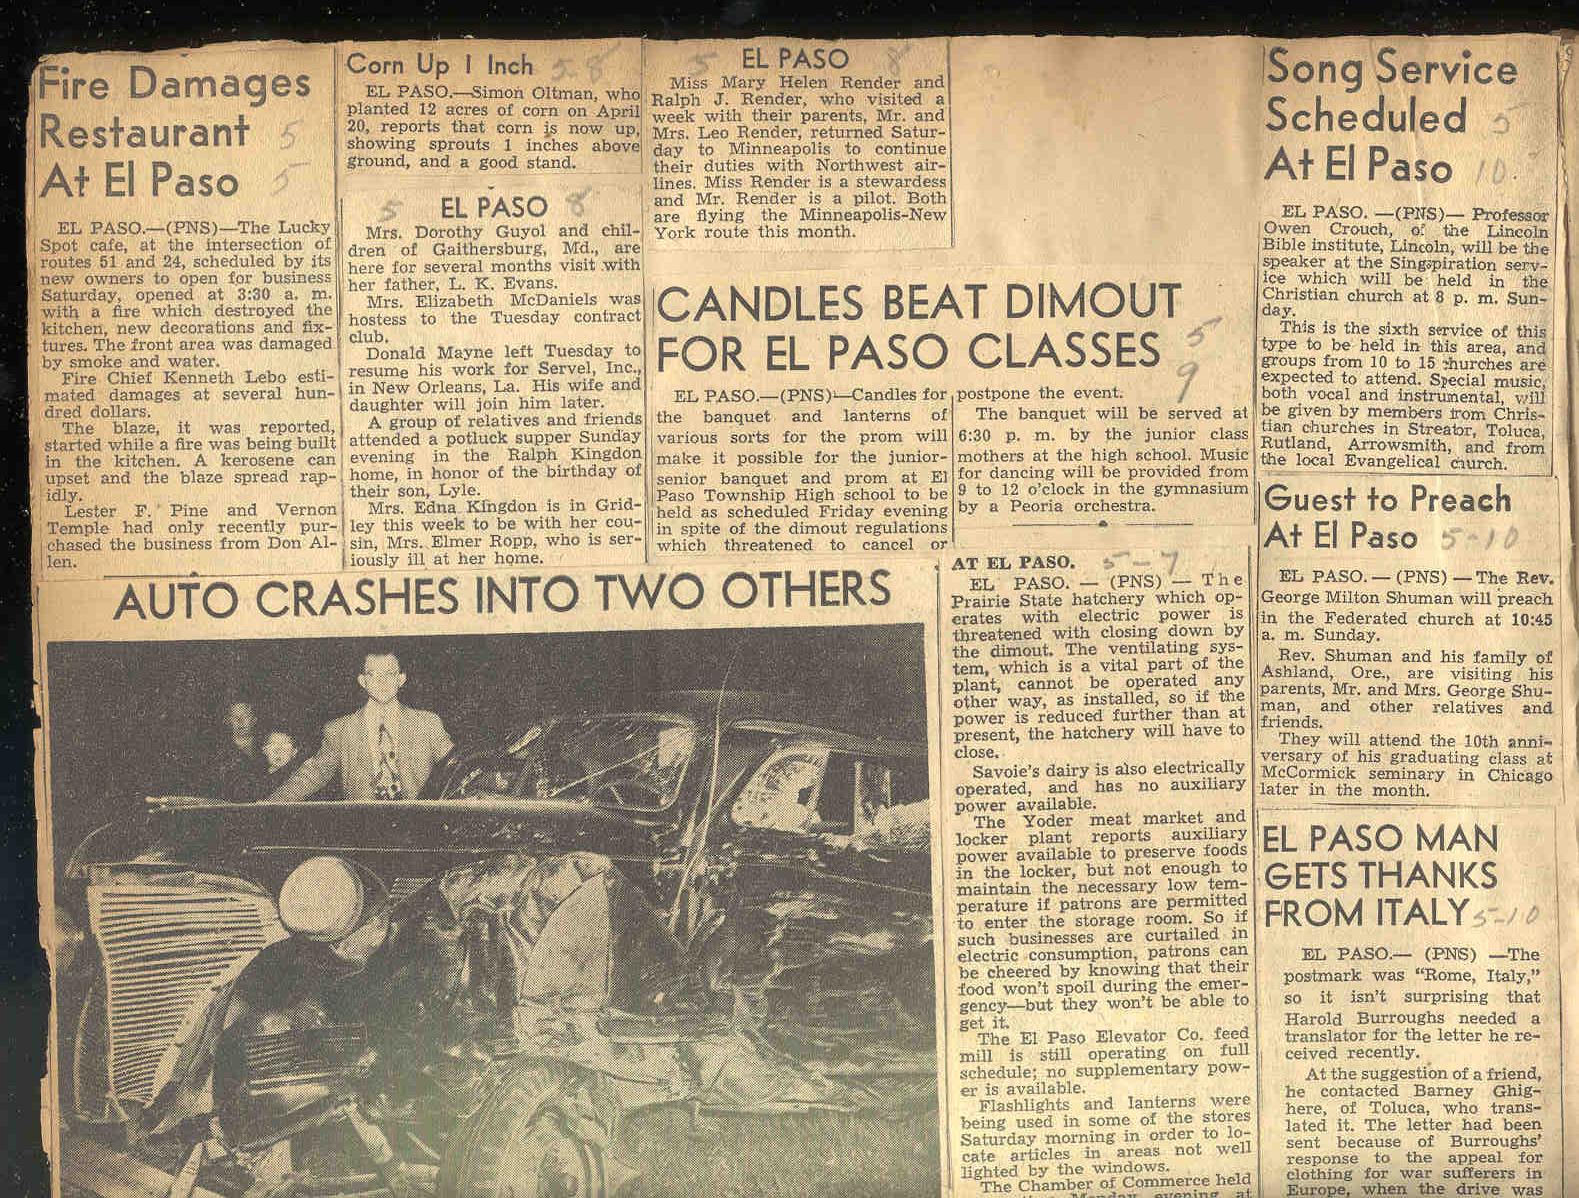 Fire Damages
Restaurant 5
At El Paso 5
EL PASO.—(PNS)—The Lucky
Spot cafe, at the intersection of
routes 51 and 24, scheduled by its
new owners to open for business
Saturday, opened at 3:30 a. m.
with a fire which destroyed the
kitchen, new decorations and fix-
tures. The front area was damaged
by smoke and water.
Fire Chief Kenneth Lebo esti-
mated damages at several hun-
dred dollars.
The blaze, it was reported,
started while a fire was being built
in the kitchen. A kerosene can
upset and the blaze spread rap-
idly.
Lester F. Pine and Vernon
Temple had only recently pur-
chased the business from Don Al-
len.
Corn Up 1 Inch 5-8
EL PASO.—Simon Oltman, who
planted 12 acres of corn on April
20, reports that corn is now up,
showing sprouts 1 inches above
ground, and a good stand.
5 EL PASO 8
Mrs. Dorothy Guyol and chil-
dren of Gaithersburg, Md., are
here for several months visit with
her father, L. K. Evans.
Mrs. Elizabeth McDaniels was
hostess to the Tuesday contract
club.
Donald Mayne left Tuesday to
resume his work for Servel, Inc.,
in New Orleans, La. His wife and
daughter will join him later.
A group of relatives and friends
attended a potluck supper Sunday
evening in the Ralph Kingdon
home, in honor of the birthday of
their son, Lyle.
Mrs. Edna Kingdon is in Grid-
ley this week to be with her cou-
sin, Mrs. Elmer Ropp, who is ser-
iously ill at her home.
5 EL PASO 8
Miss Mary Helen Render and
Ralph J. Render, who visited a
week with their parents, Mr. and
Mrs. Leo Render, returned Satur-
day to Minneapolis to continue
their duties with Northwest air-
lines. Miss Render is a stewardess
and Mr. Render is a pilot. Both
are flying the Minneapolis-New
York route this month.
CANDLES BEAT DIMOUT
FOR EL PASO CLASSES 5
9
EL PASO.—(PNS)—Candles for
the banquet and lanterns of
various sorts for the prom will
make it possible for the junior-
senior banquet and prom at El
Paso Township High school to be
held as scheduled Friday evening
in spite of the dimout regulations
which threatened to cancel or
postpone the event.
The banquet will be served at
6:30 p. m. by the junior class
mothers at the high school. Music
for dancing will be provided from
9 to 12 o'clock in the gymnasium
by a Peoria orchestra.
AUTO CRASHES INTO TWO OTHERS
AT EL PASO. 5-7
EL PASO. — (PNS) — The
Prairie State hatchery which op-
erates with electric power is
threatened with closing down by
the dimout. The ventilating sys-
tem, which is a vital part of the
plant, cannot be operated any
other way, as installed, so if the
power is reduced further than at
present, the hatchery will have to
close.
Savoie's dairy is also electrically
operated, and has no auxiliary
power available.
The Yoder meat market and
locker plant reports auxiliary
power available to preserve foods
in the locker, but not enough to
maintain the necessary low tem-
perature if patrons are permitted
to enter the storage room. So if
such businesses are curtailed in
electric consumption, patrons can
be cheered by knowing that their
food won't spoil during the emer-
gency—but they won't be able to
get it.
The El Paso Elevator Co. feed
mill is still operating on full
schedule; no supplementary pow-
er is available.
Flashlights and lanterns were
being used in some of the stores
Saturday morning in order to lo-
cate articles in areas not well
lighted by the windows.
The Chamber of Commerce held
Monday evening at
Song Service
Scheduled 5
At El Paso 10
EL PASO. —(PNS)— Professor
Owen Crouch, of the Lincoln
Bible institute, Lincoln, will be the
speaker at the Singspiration serv-
ice which will be held in the
Christian church at 8 p. m. Sun-
day.
This is the sixth service of this
type to be held in this area, and
groups from 10 to 15 churches are
expected to attend. Special music,
both vocal and instrumental, will
be given by members from Chris-
tian churches in Streator, Toluca,
Rutland, Arrowsmith, and from
the local Evangelical church.
Guest to Preach
At El Paso 5-10
EL PASO.— (PNS) —The Rev.
George Milton Shuman will preach
in the Federated church at 10:45
a. m. Sunday.
Rev. Shuman and his family of
Ashland, Ore., are visiting his
parents, Mr. and Mrs. George Shu-
man, and other relatives and
friends.
They will attend the 10th anni-
versary of his graduating class at
McCormick seminary in Chicago
later in the month.
EL PASO MAN
GETS THANKS
FROM ITALY 5-10
EL PASO.— (PNS) —The
postmark was "Rome, Italy,"
so it isn't surprising that
Harold Burroughs needed a
translator for the letter he re-
ceived recently.
At the suggestion of a friend,
he contacted Barney Ghig-
here, of Toluca, who trans-
lated it. The letter had been
sent because of Burroughs'
response to the appeal for
clothing for war sufferers in
Europe, when the drive was